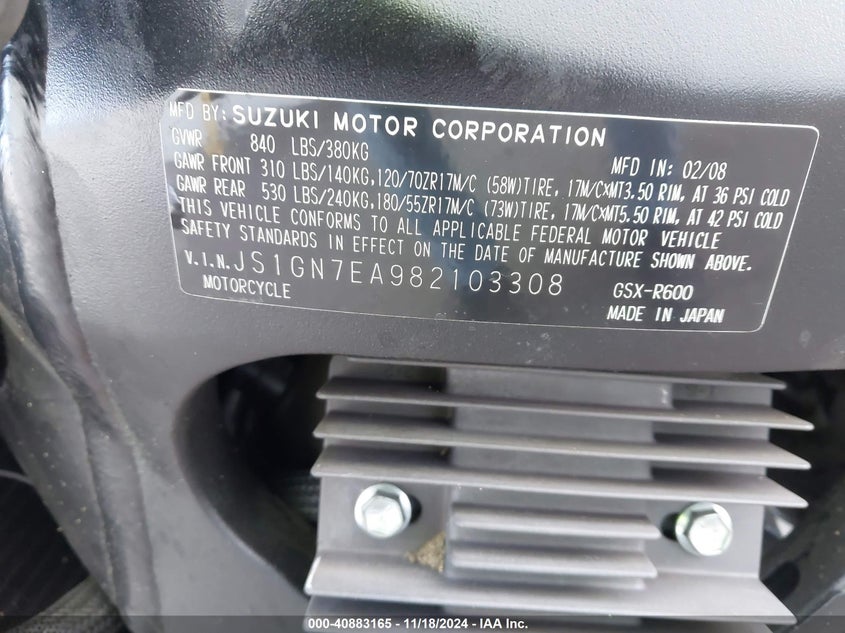 MFD BY: SUZUKI MOTOR CORPORATION
GVWR 840 LBS/380KG MFD IN: 02/08
GAWR FRONT 310 LBS/140KG,120/70ZR17M/C (58W)TIRE, 17M/C×MT3.50 RIM, AT 36 PSI COLD
GAWR REAR 530 LBS/240KG,180/55ZR17M/C (73W)TIRE, 17M/C×MT5.50 RIM, AT 42 PSI COLD
THIS VEHICLE CONFORMS TO ALL APPLICABLE FEDERAL MOTOR VEHICLE
SAFETY STANDARDS IN EFFECT ON THE DATE OF MANUFACTURE SHOWN ABOVE.
V.I.N. JS1GN7EA982103308 GSX-R600
MOTORCYCLE MADE IN JAPAN
000-40883165 - 11/18/2024 - IAA Inc.